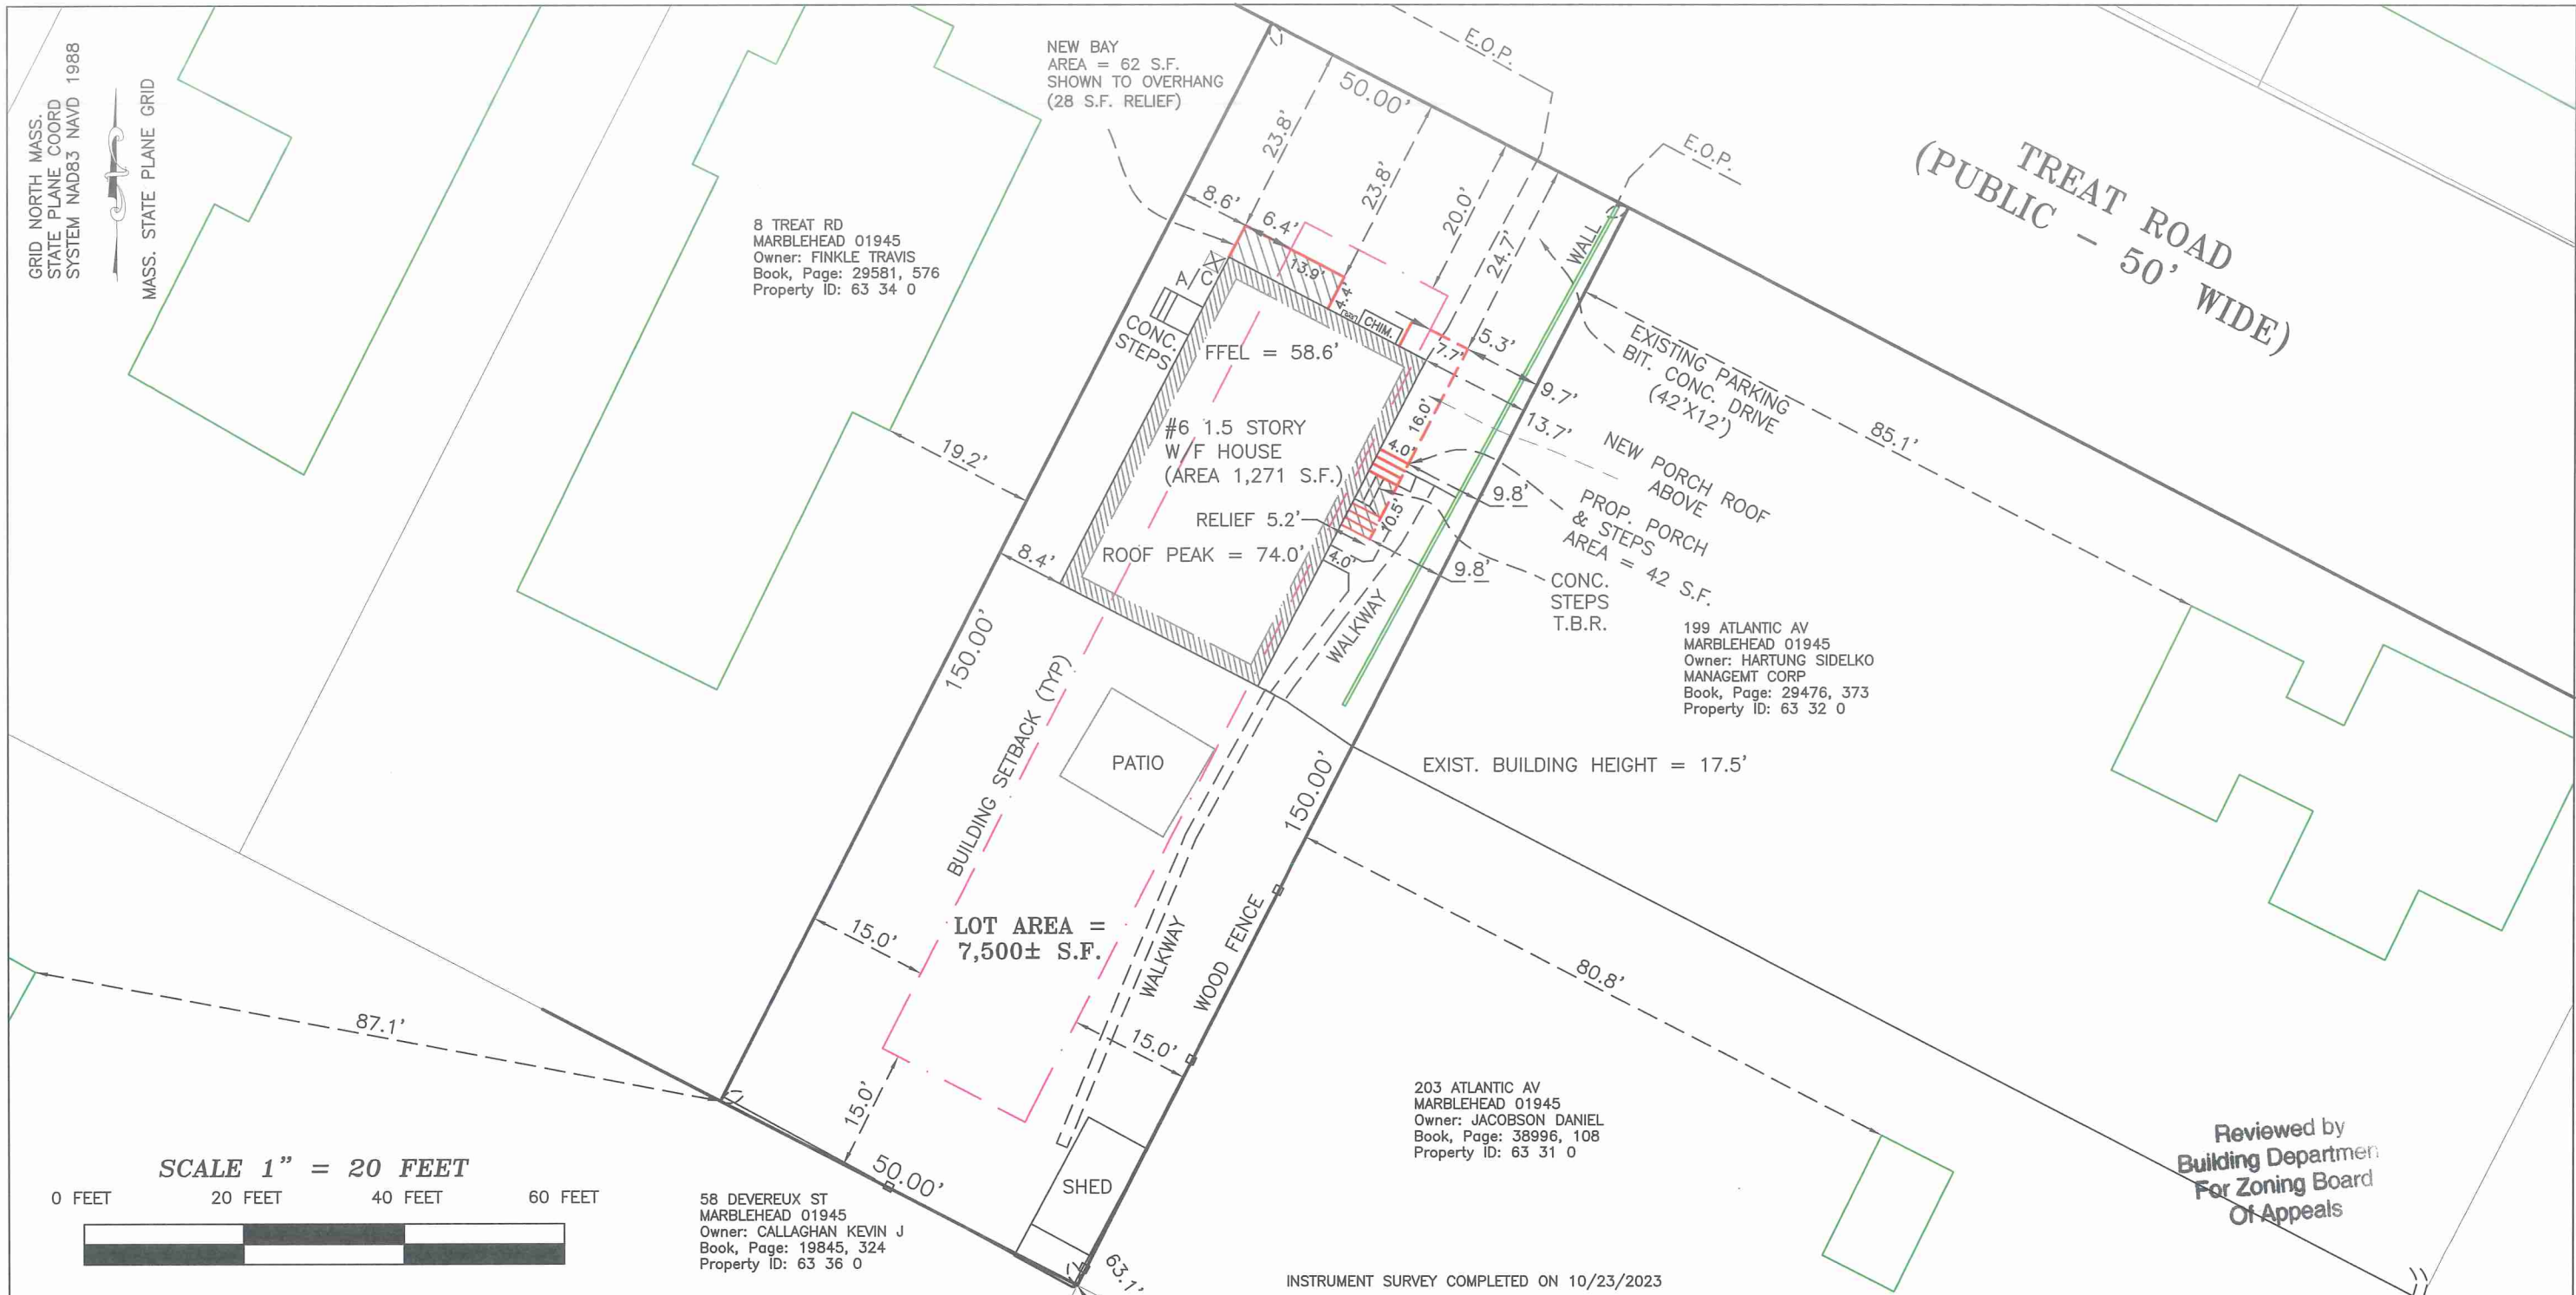 GRID NORTH MASS.
STATE PLANE COORD
SYSTEM NAD83 NAVD 1988
MASS. STATE PLANE GRID
NEW BAY
AREA = 62 S.F.
SHOWN TO OVERHANG
(28 S.F. RELIEF)
E.O.P.
50.00'
E.O.P.
TREAT ROAD
(PUBLIC – 50' WIDE)
23.8'
23.8'
20.0'
24.7'
WALL
8 TREAT RD
MARBLEHEAD 01945
Owner: FINKLE TRAVIS
Book, Page: 29581, 576
Property ID: 63 34 0
8.6'
6.4'
13.9'
4.4'
A/C
CONC.
STEPS
CHIM.
7.7'
5.3'
9.7'
13.7'
EXISTING PARKING
BIT. CONC. DRIVE
(42'X12')
85.1'
FFEL = 58.6'
#6 1.5 STORY
W/F HOUSE
(AREA 1,271 S.F.)
16.0'
4.0'
NEW PORCH ROOF
ABOVE
9.8'
PROP. PORCH
& STEPS
AREA = 42 S.F.
RELIEF 5.2'
10.5'
ROOF PEAK = 74.0'
4.0'
9.8'
CONC.
STEPS
T.B.R.
19.2'
8.4'
WALKWAY
199 ATLANTIC AV
MARBLEHEAD 01945
Owner: HARTUNG SIDELKO
MANAGEMT CORP
Book, Page: 29476, 373
Property ID: 63 32 0
150.00'
BUILDING SETBACK (TYP)
PATIO
EXIST. BUILDING HEIGHT = 17.5'
150.00'
15.0'
LOT AREA =
7,500± S.F.
WALKWAY
WOOD FENCE
80.8'
87.1'
15.0'
15.0'
203 ATLANTIC AV
MARBLEHEAD 01945
Owner: JACOBSON DANIEL
Book, Page: 38996, 108
Property ID: 63 31 0
Reviewed by
Building Departmen
For Zoning Board
Of Appeals
SCALE 1" = 20 FEET
0 FEET 20 FEET 40 FEET 60 FEET
50.00'
SHED
58 DEVEREUX ST
MARBLEHEAD 01945
Owner: CALLAGHAN KEVIN J
Book, Page: 19845, 324
Property ID: 63 36 0
63.1'
INSTRUMENT SURVEY COMPLETED ON 10/23/2023